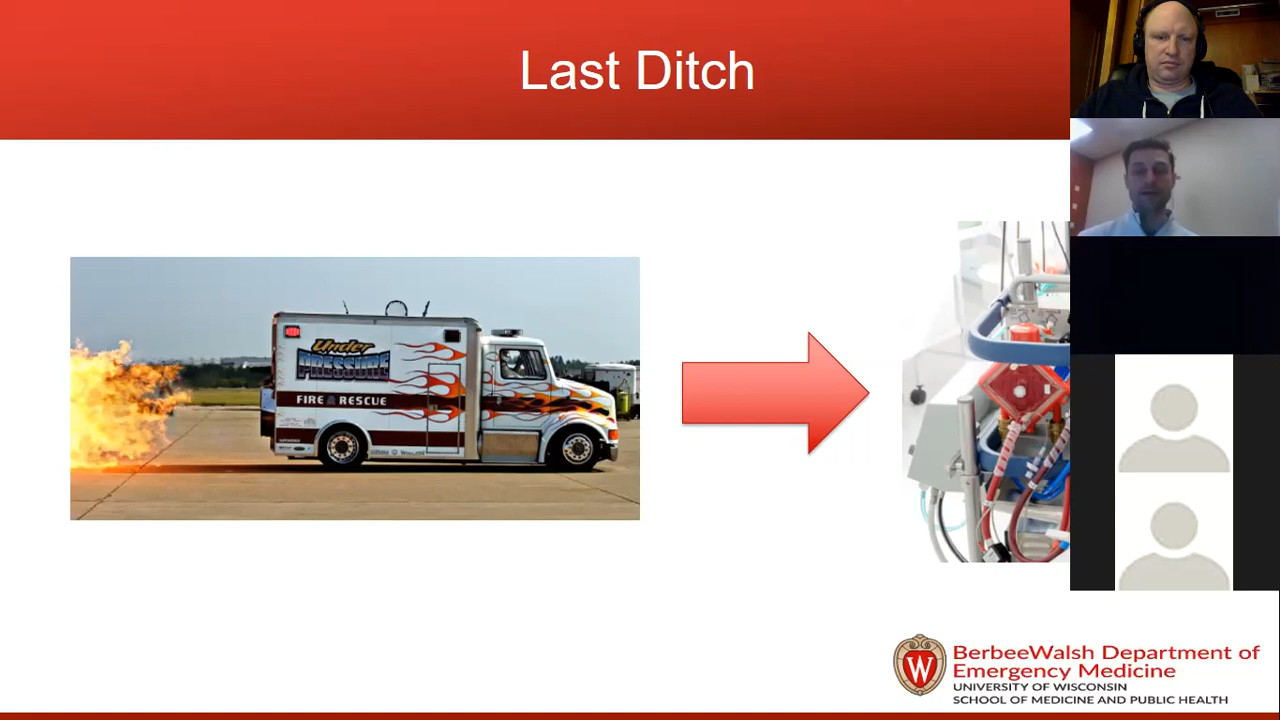 Last Ditch
Under
PRESSURE
FIRE & RESCUE
BerbeeWalsh Department of
Emergency Medicine
UNIVERSITY OF WISCONSIN
SCHOOL OF MEDICINE AND PUBLIC HEALTH
W